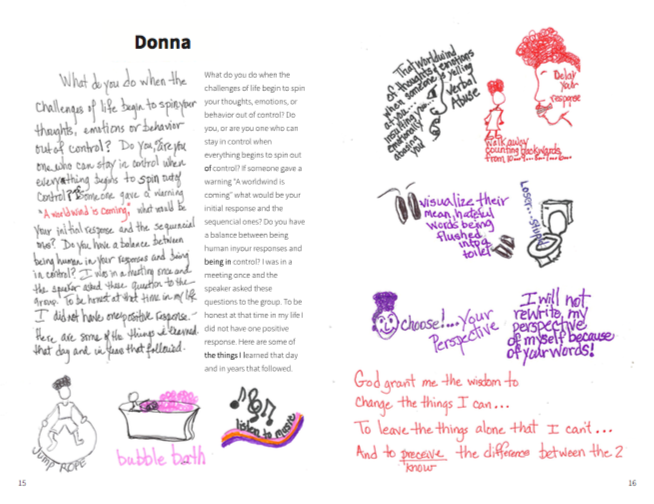 Donna
What do you do when the
Challenges of life begin to spin your
thoughts, emotions or behavior
out of control? Do you, are you
one who can stay in control when
everything begins to spin out of
Control? Someone gave a warning
"A worldwind is coming," what would be
your initial response and the sequencial
ones? Do you have a balance between
being human in your responses and being
in control? I was in a meeting once and
the speaker asked these question to the
group. To be honest at that time in my life
I did not have one positive response.
Here are some of the things I learned
that day and in years that followed.
JUMP ROPE
bubble bath
listen to music
What do you do when the
challenges of life begin to spin
your thoughts, emotions, or
behavior out of control? Do
you, or are you one who can
stay in control when
everything begins to spin out
of control? If someone gave a
warning "A worldwind is
coming" what would be your
initial response and the
sequencial ones? Do you have
a balance between being
human inyour responses and
being in control? I was in a
meeting once and the
speaker asked these
questions to the group. To be
honest at that time in my life I
did not have one positive
response. Here are some of
the things I learned that day
and in years that followed.
15
That worldwind
of thoughts & emotions
when someone is yelling
at you...
insulting you...
emotionally
abusing
you!
Verbal
Abuse
Delay
your
response
walk away
counting backwards
from 10...
visualize their
mean, hateful
words being
flushed
into a
toilet
Loser...
choose!....your
Perspective
I will not
rewrite my
perspective
of myself because
of your words!
God grant me the wisdom to
change the things I can...
To leave the things alone that I can't...
And to preceive the difference between the 2
know
16